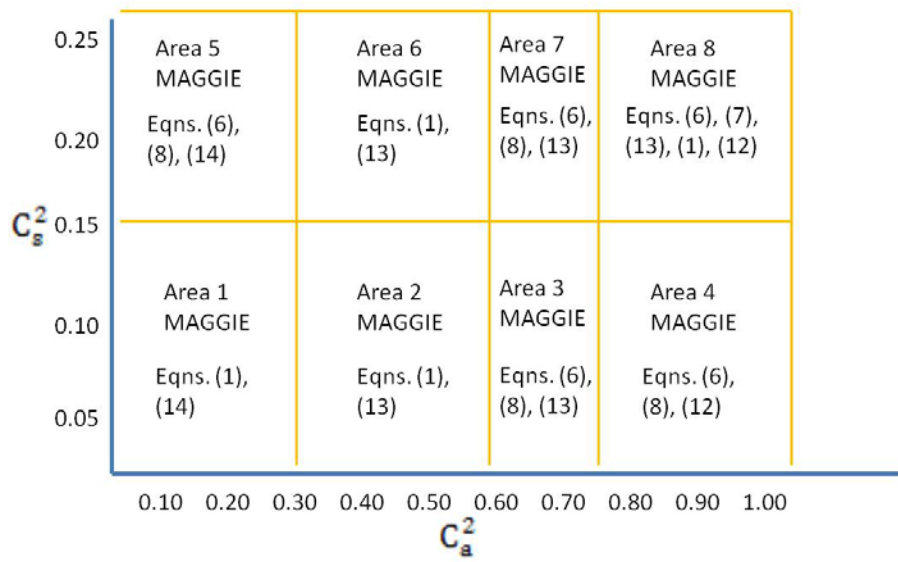 0.25
0.20
0.15
0.10
0.05
C_s^2
Area 5
MAGGIE
Eqns. (6),
(8), (14)
Area 6
MAGGIE
Eqns. (1),
(13)
Area 7
MAGGIE
Eqns. (6),
(8), (13)
Area 8
MAGGIE
Eqns. (6), (7),
(13), (1), (12)
Area 1
MAGGIE
Eqns. (1),
(14)
Area 2
MAGGIE
Eqns. (1),
(13)
Area 3
MAGGIE
Eqns. (6),
(8), (13)
Area 4
MAGGIE
Eqns. (6),
(8), (12)
0.10 0.20 0.30 0.40 0.50 0.60 0.70 0.80 0.90 1.00
C_a^2